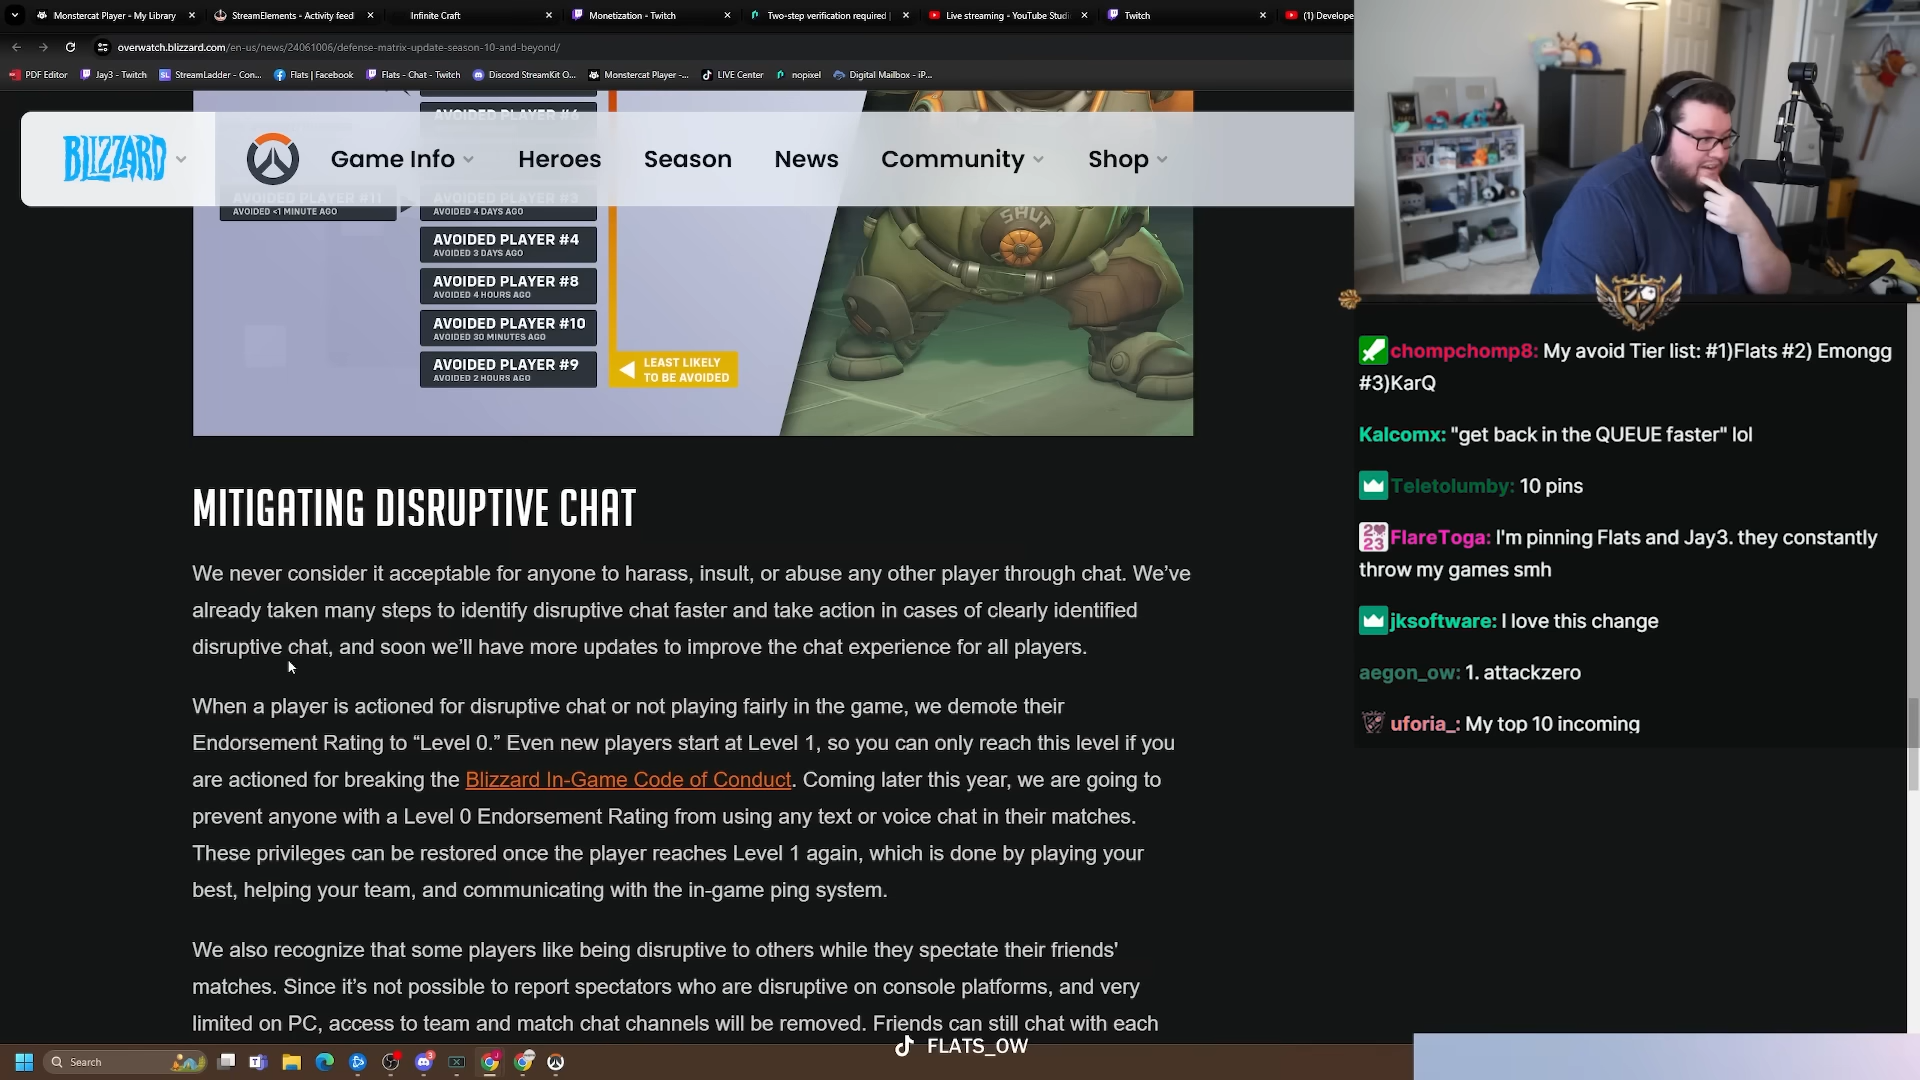 Monstercat Player - My Library
StreamElements - Activity feed
Infinite Craft
Monetization - Twitch
Two-step verification required |
Live streaming - YouTube Studi
Twitch
(1) Develope
overwatch.blizzard.com/en-us/news/24061006/defense-matrix-update-season-10-and-beyond/
PDF Editor
Jay3 - Twitch
StreamLadder - Con...
Flats | Facebook
Flats - Chat - Twitch
Discord StreamKit O...
Monstercat Player -...
LIVE Center
nopixel
Digital Mailbox - iP...
AVOIDED PLAYER #6
BLIZZARD
Game Info
Heroes
Season
News
Community
Shop
AVOIDED PLAYER #11
AVOIDED <1 MINUTE AGO
AVOIDED PLAYER #3
AVOIDED 4 DAYS AGO
AVOIDED PLAYER #4
AVOIDED 3 DAYS AGO
AVOIDED PLAYER #8
AVOIDED 4 HOURS AGO
AVOIDED PLAYER #10
AVOIDED 30 MINUTES AGO
AVOIDED PLAYER #9
AVOIDED 2 HOURS AGO
LEAST LIKELY
TO BE AVOIDED
SHUT
MITIGATING DISRUPTIVE CHAT
We never consider it acceptable for anyone to harass, insult, or abuse any other player through chat. We’ve
already taken many steps to identify disruptive chat faster and take action in cases of clearly identified
disruptive chat, and soon we’ll have more updates to improve the chat experience for all players.
When a player is actioned for disruptive chat or not playing fairly in the game, we demote their
Endorsement Rating to “Level 0.” Even new players start at Level 1, so you can only reach this level if you
are actioned for breaking the Blizzard In-Game Code of Conduct. Coming later this year, we are going to
prevent anyone with a Level 0 Endorsement Rating from using any text or voice chat in their matches.
These privileges can be restored once the player reaches Level 1 again, which is done by playing your
best, helping your team, and communicating with the in-game ping system.
We also recognize that some players like being disruptive to others while they spectate their friends'
matches. Since it’s not possible to report spectators who are disruptive on console platforms, and very
limited on PC, access to team and match chat channels will be removed. Friends can still chat with each
chompchomp8: My avoid Tier list: #1)Flats #2) Emongg
#3)KarQ
Kalcomx: "get back in the QUEUE faster" lol
Teletolumby: 10 pins
FlareToga: I'm pinning Flats and Jay3. they constantly
throw my games smh
jksoftware: I love this change
aegon_ow: 1. attackzero
uforia_: My top 10 incoming
FLATS_OW
Search